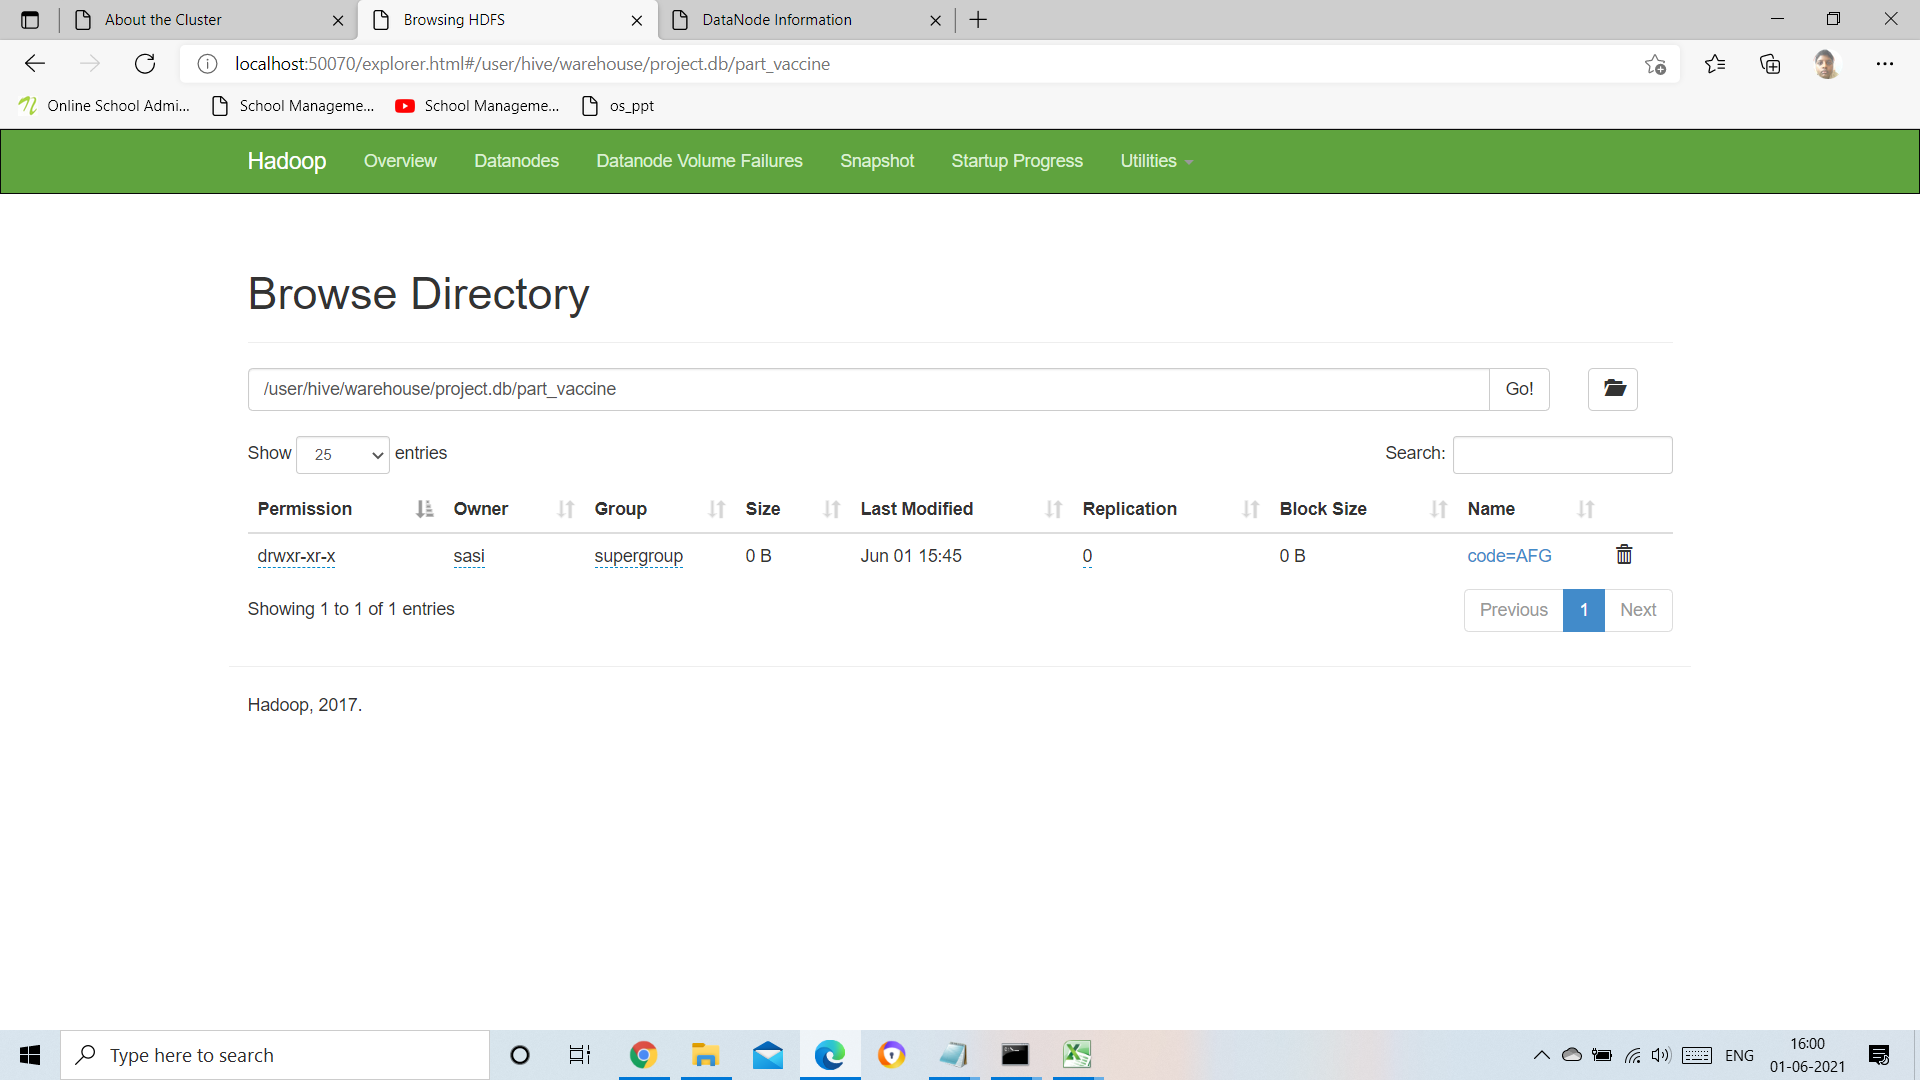 About the Cluster
Browsing HDFS
DataNode Information
localhost:50070/explorer.html#/user/hive/warehouse/project.db/part_vaccine
Online School Admi...
School Manageme...
School Manageme...
os_ppt
Hadoop Overview Datanodes Datanode Volume Failures Snapshot Startup Progress Utilities
Browse Directory
/user/hive/warehouse/project.db/part_vaccine Go!
Show 25 entries Search:
Permission Owner Group Size Last Modified Replication Block Size Name
drwxr-xr-x sasi supergroup 0 B Jun 01 15:45 0 0 B code=AFG
Showing 1 to 1 of 1 entries Previous 1 Next
Hadoop, 2017.
Type here to search
ENG
16:00
01-06-2021